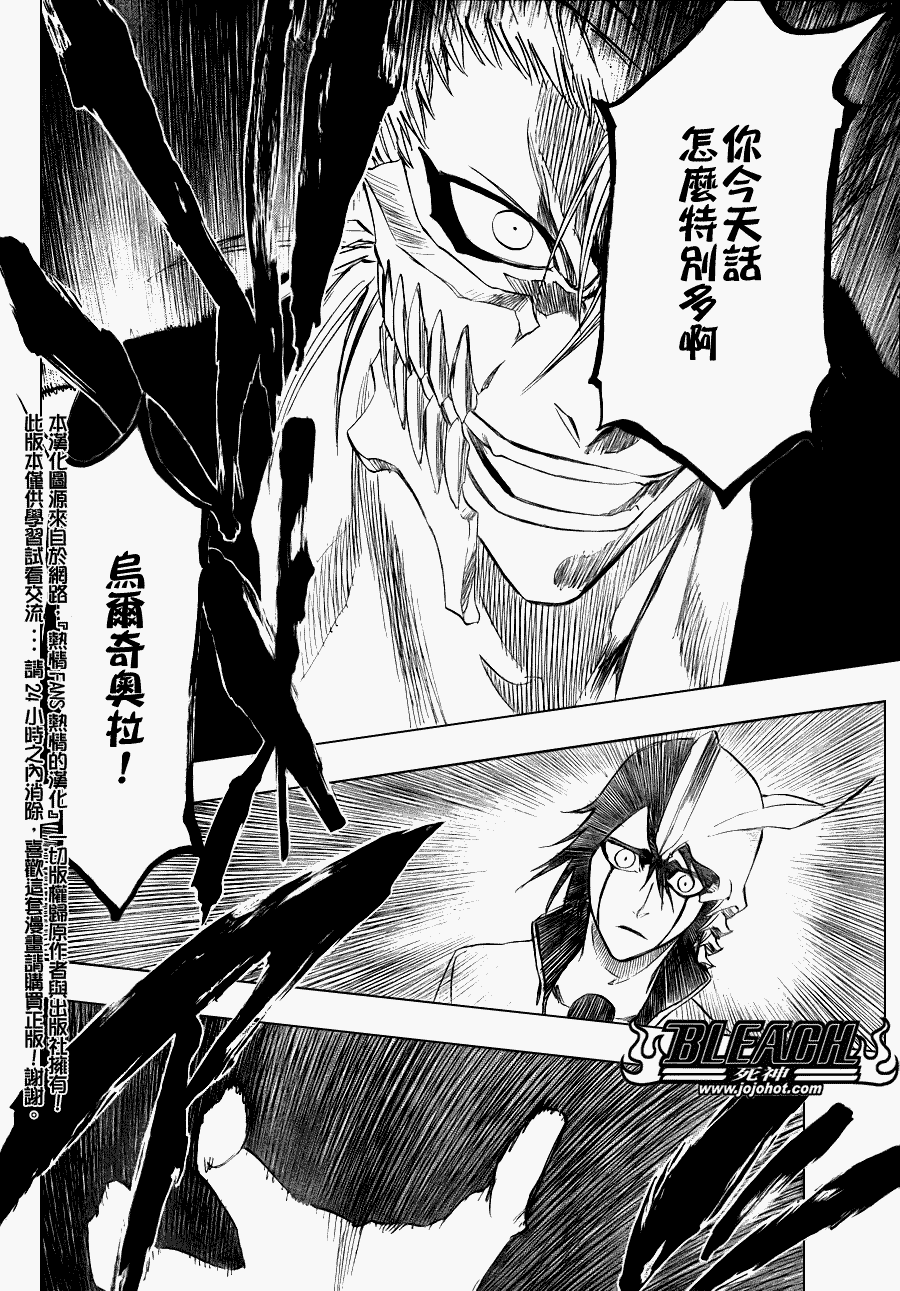 你今天話
怎麼特別多啊
烏爾奇奧拉！
本漢化圖源來自於網路…『熱情FANS熱情的漢化』一切版權歸原作者與出版社擁有！
此版本僅供學習試看交流… 請24小時之內消除，喜歡這套漫畫請購買正版！謝謝。
BLEACH
死神
www.jojohot.com